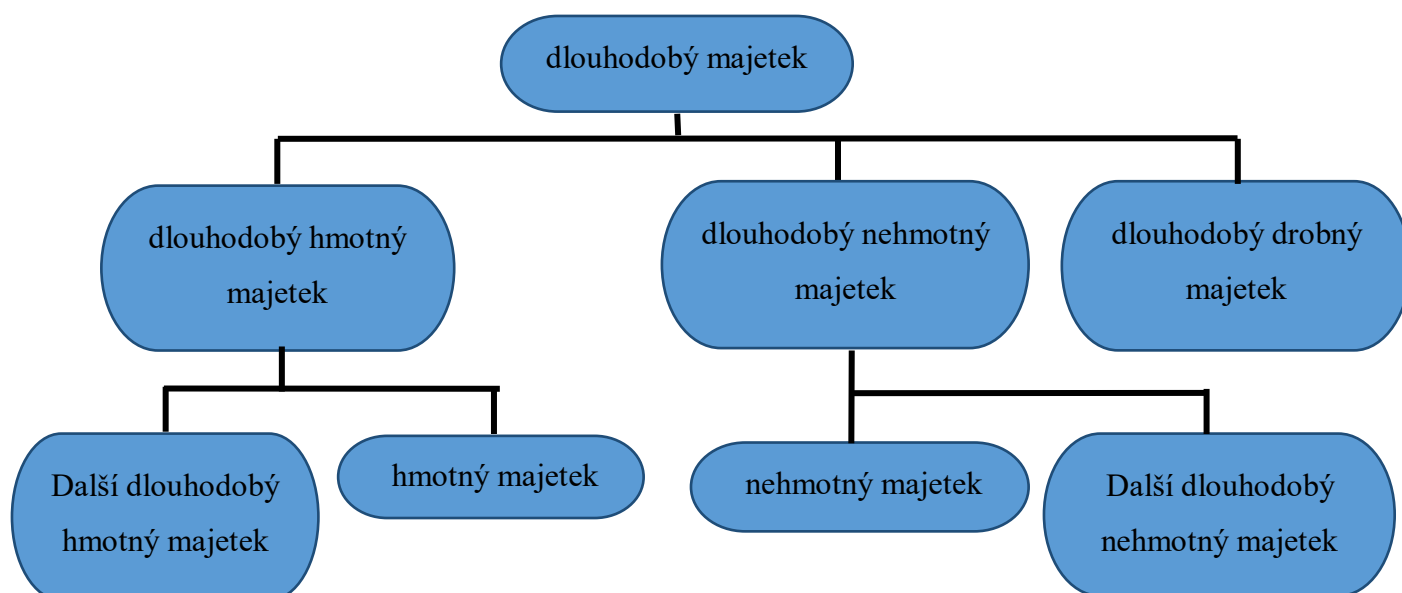 dlouhodobý majetek
dlouhodobý hmotný
majetek
dlouhodobý nehmotný
majetek
dlouhodobý drobný
majetek
Další dlouhodobý
hmotný majetek
hmotný majetek
nehmotný majetek
Další dlouhodobý
nehmotný majetek